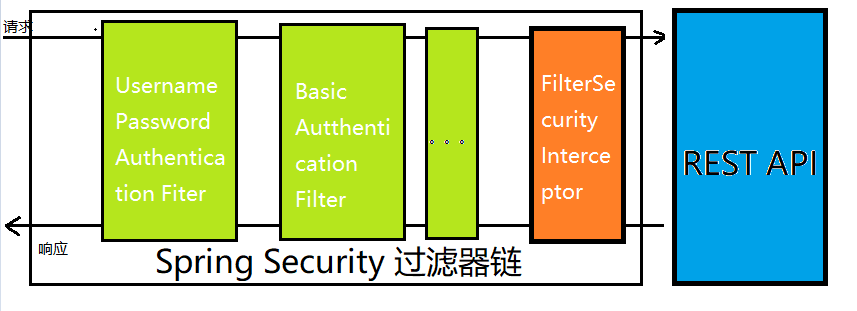 请求
Username
Password
Authentica
tion Fiter
Basic
Autthenti
cation
Filter
...
FilterSe
curity
Interce
ptor
REST API
响应
Spring Security 过滤器链